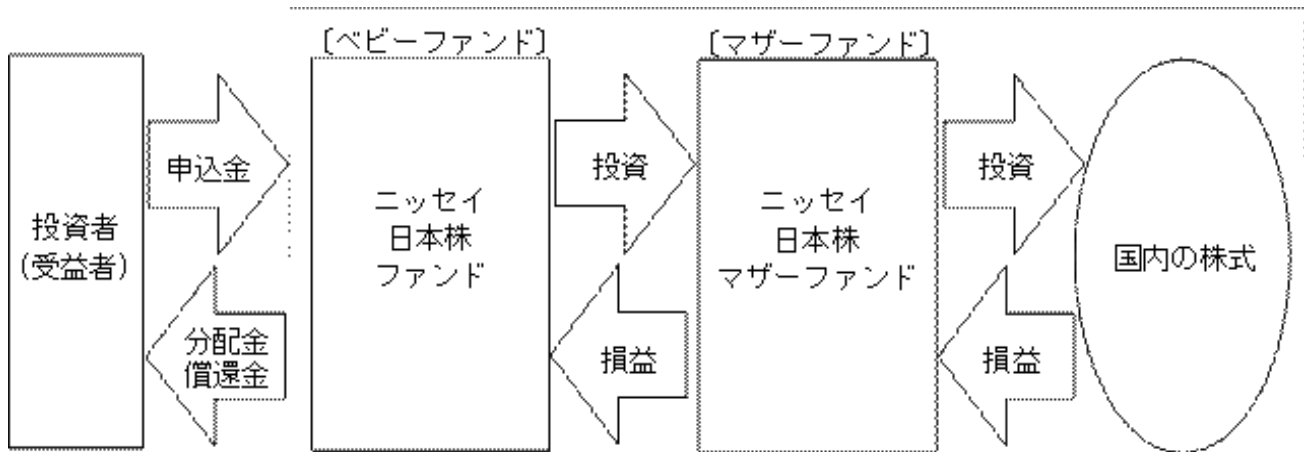 〔ベビーファンド〕
〔マザーファンド〕
投資者
(受益者)
申込金
分配金
償還金
ニッセイ
日本株
ファンド
投資
損益
ニッセイ
日本株
マザーファンド
投資
損益
国内の株式